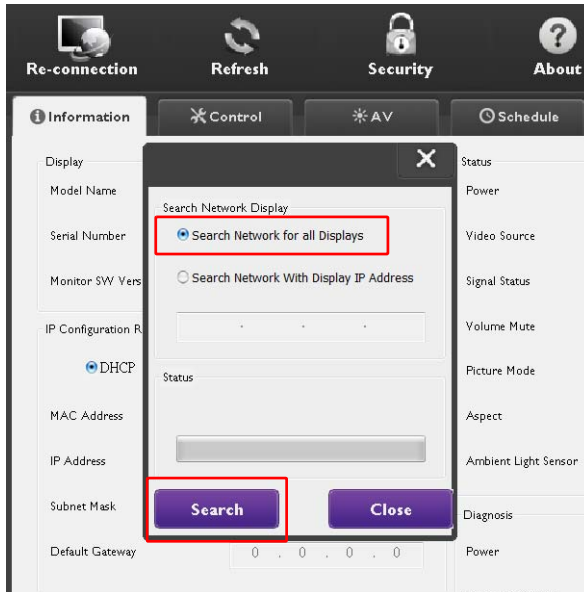 Re-connection Refresh Security About
Information Control AV Schedule
Display
Model Name
Serial Number
Monitor SW Vers
IP Configuration R
DHCP
MAC Address
IP Address
Subnet Mask
Default Gateway
0 . 0 . 0 . 0
X
Search Network Display
Search Network for all Displays
Search Network With Display IP Address
. . .
Status
Search Close
Status
Power
Video Source
Signal Status
Volume Mute
Picture Mode
Aspect
Ambient Light Sensor
Diagnosis
Power